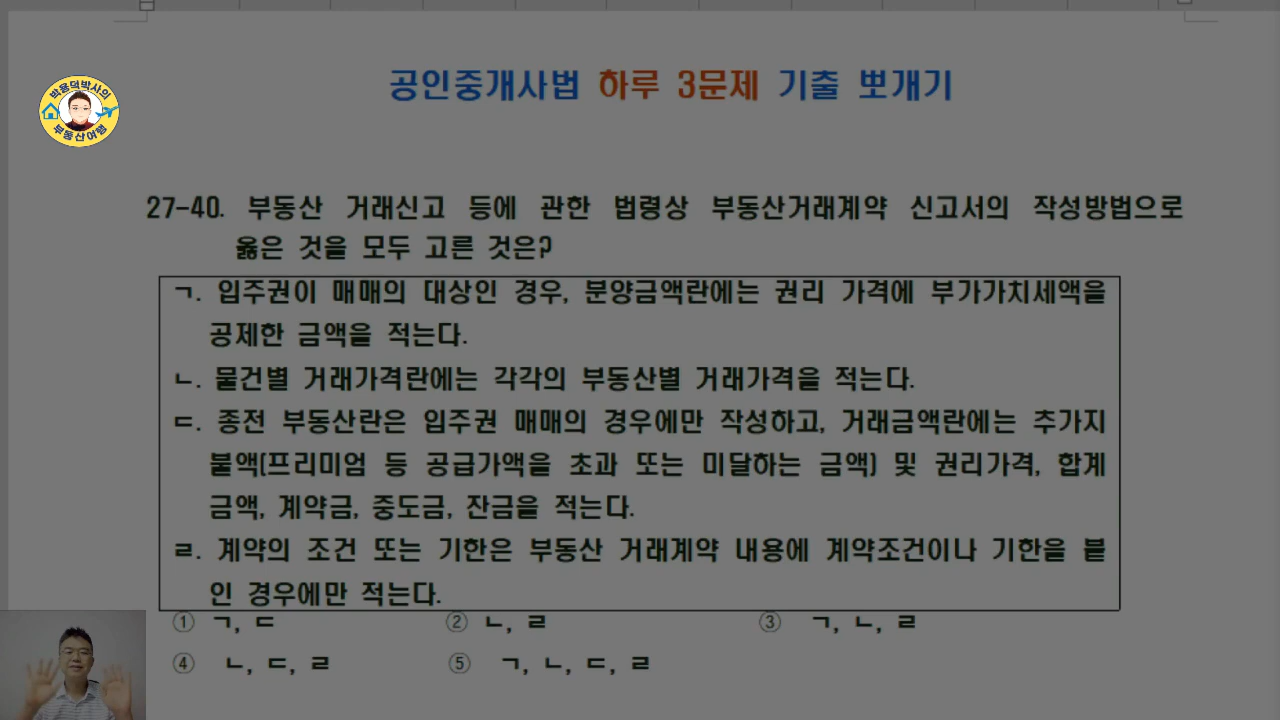 공인중개사법 하루 3문제 기출 뽀개기
박용덕박사의
부동산여행
27-40. 부동산 거래신고 등에 관한 법령상 부동산거래계약 신고서의 작성방법으로
옳은 것을 모두 고른 것은?
ㄱ. 입주권이 매매의 대상인 경우, 분양금액란에는 권리 가격에 부가가치세액을
공제한 금액을 적는다.
ㄴ. 물건별 거래가격란에는 각각의 부동산별 거래가격을 적는다.
ㄷ. 종전 부동산란은 입주권 매매의 경우에만 작성하고, 거래금액란에는 추가지
불액(프리미엄 등 공급가액을 초과 또는 미달하는 금액) 및 권리가격, 합계
금액, 계약금, 중도금, 잔금을 적는다.
ㄹ. 계약의 조건 또는 기한은 부동산 거래계약 내용에 계약조건이나 기한을 붙
인 경우에만 적는다.
① ㄱ, ㄷ ② ㄴ, ㄹ ③ ㄱ, ㄴ, ㄹ
④ ㄴ, ㄷ, ㄹ ⑤ ㄱ, ㄴ, ㄷ, ㄹ